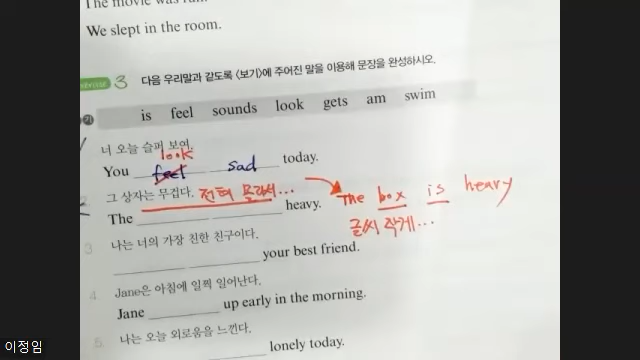 We slept in the room.
3 다음 우리말과 같도록 <보기>에 주어진 말을 이용해 문장을 완성하시오.
is feel sounds look gets am swim
너 오늘 슬퍼 보여.
look
You feel sad today.
그 상자는 무겁다. 전혀 몰라서... The box is heavy
The heavy.
글씨 작게...
3 나는 너의 가장 친한 친구이다.
your best friend.
4. Jane은 아침에 일찍 일어난다.
Jane up early in the morning.
5. 나는 오늘 외로움을 느낀다.
lonely today.
이정임